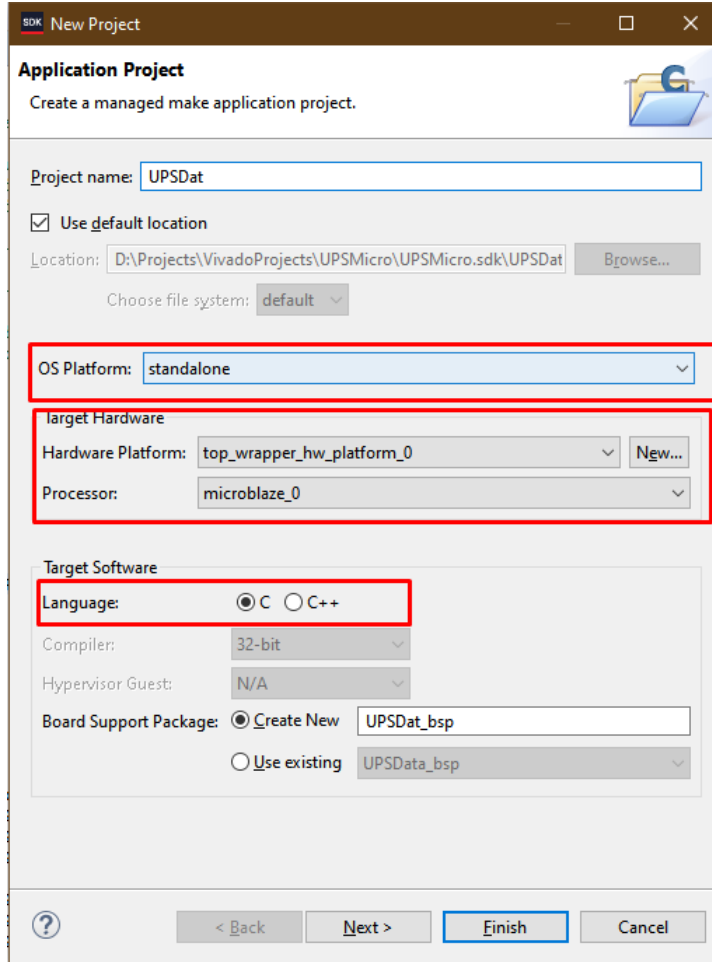 SDK New Project
Application Project
Create a managed make application project.
C
Project name: UPSDat
Use default location
Location: D:\Projects\VivadoProjects\UPSMicro\UPSMicro.sdk\UPSDat Browse...
Choose file system: default
OS Platform: standalone
Target Hardware
Hardware Platform: top_wrapper_hw_platform_0 New...
Processor: microblaze_0
Target Software
Language: C C++
Compiler: 32-bit
Hypervisor Guest: N/A
Board Support Package: Create New UPSDat_bsp
Use existing UPSData_bsp
? < Back Next > Finish Cancel